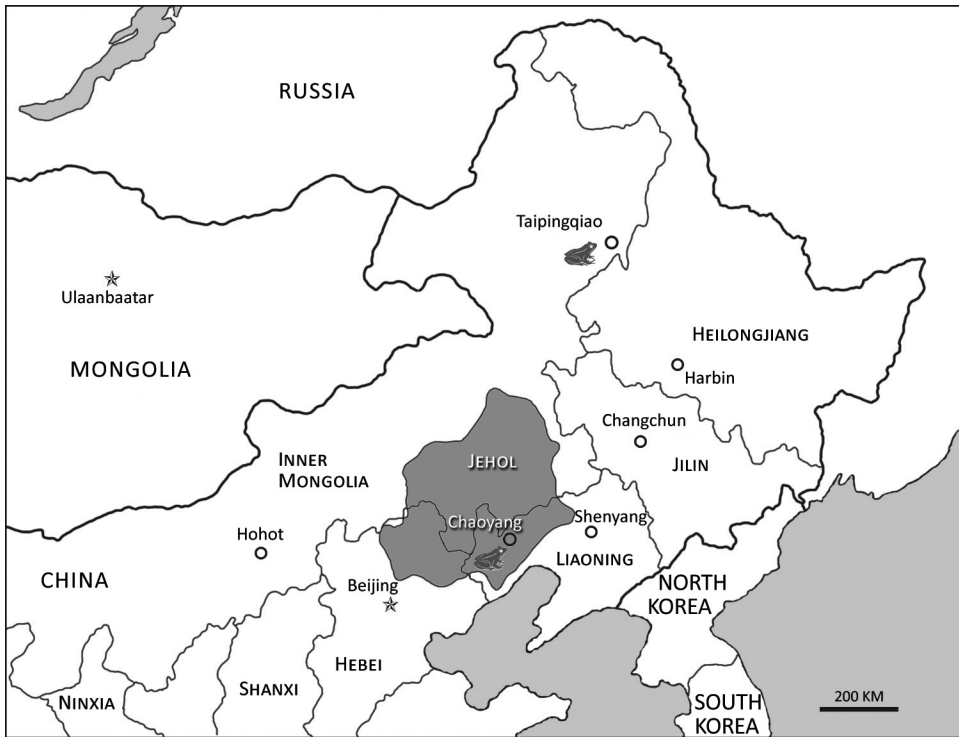 RUSSIA
Taipingqiao
Ulaanbaatar
MONGOLIA
HEILONGJIANG
Harbin
Changchun
JILIN
INNER
MONGOLIA
JEHOL
Chaoyang
Shenyang
Hohot
LIAONING
CHINA
Beijing
NORTH
KOREA
HEBEI
SHANXI
NINXIA
SOUTH
KOREA
200 KM